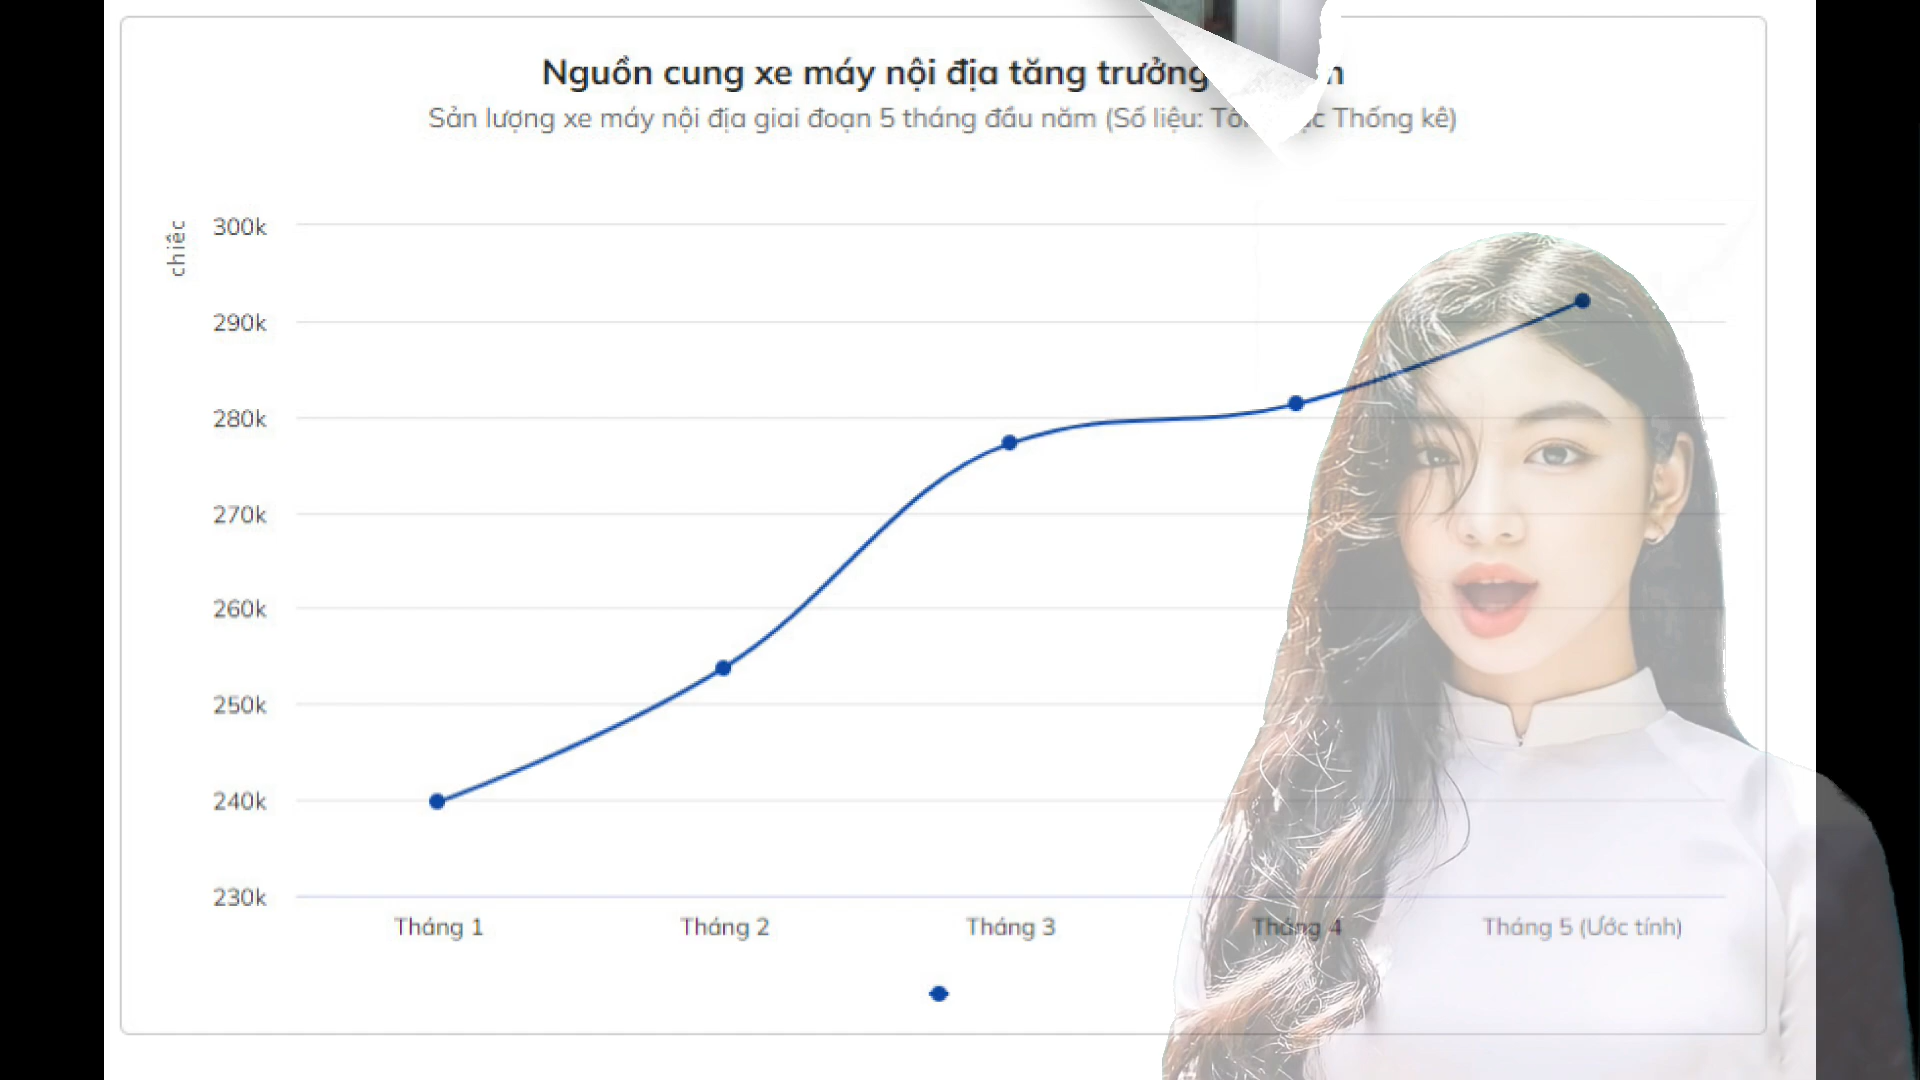 Nguồn cung xe máy nội địa tăng trưởng
Sản lượng xe máy nội địa giai đoạn 5 tháng đầu năm (Số liệu: Thống kê)
chiếc
300k
290k
280k
270k
260k
250k
240k
230k
Tháng 1
Tháng 2
Tháng 3
Tháng 4
Tháng 5 (Ước tính)